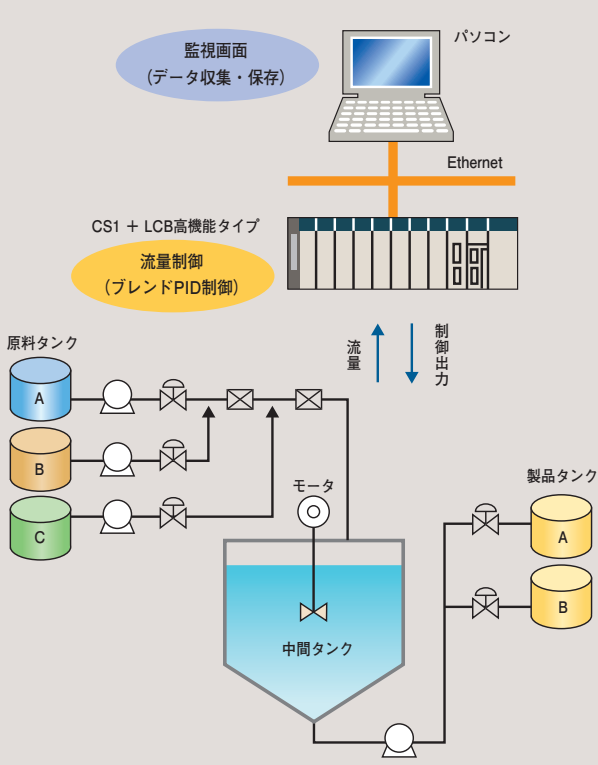 監視画面
(データ収集・保存)
パソコン
Ethernet
CS1 + LCB高機能タイプ
流量制御
(ブレンドPID制御)
流量
制御出力
原料タンク
A
B
C
モータ
中間タンク
製品タンク
A
B